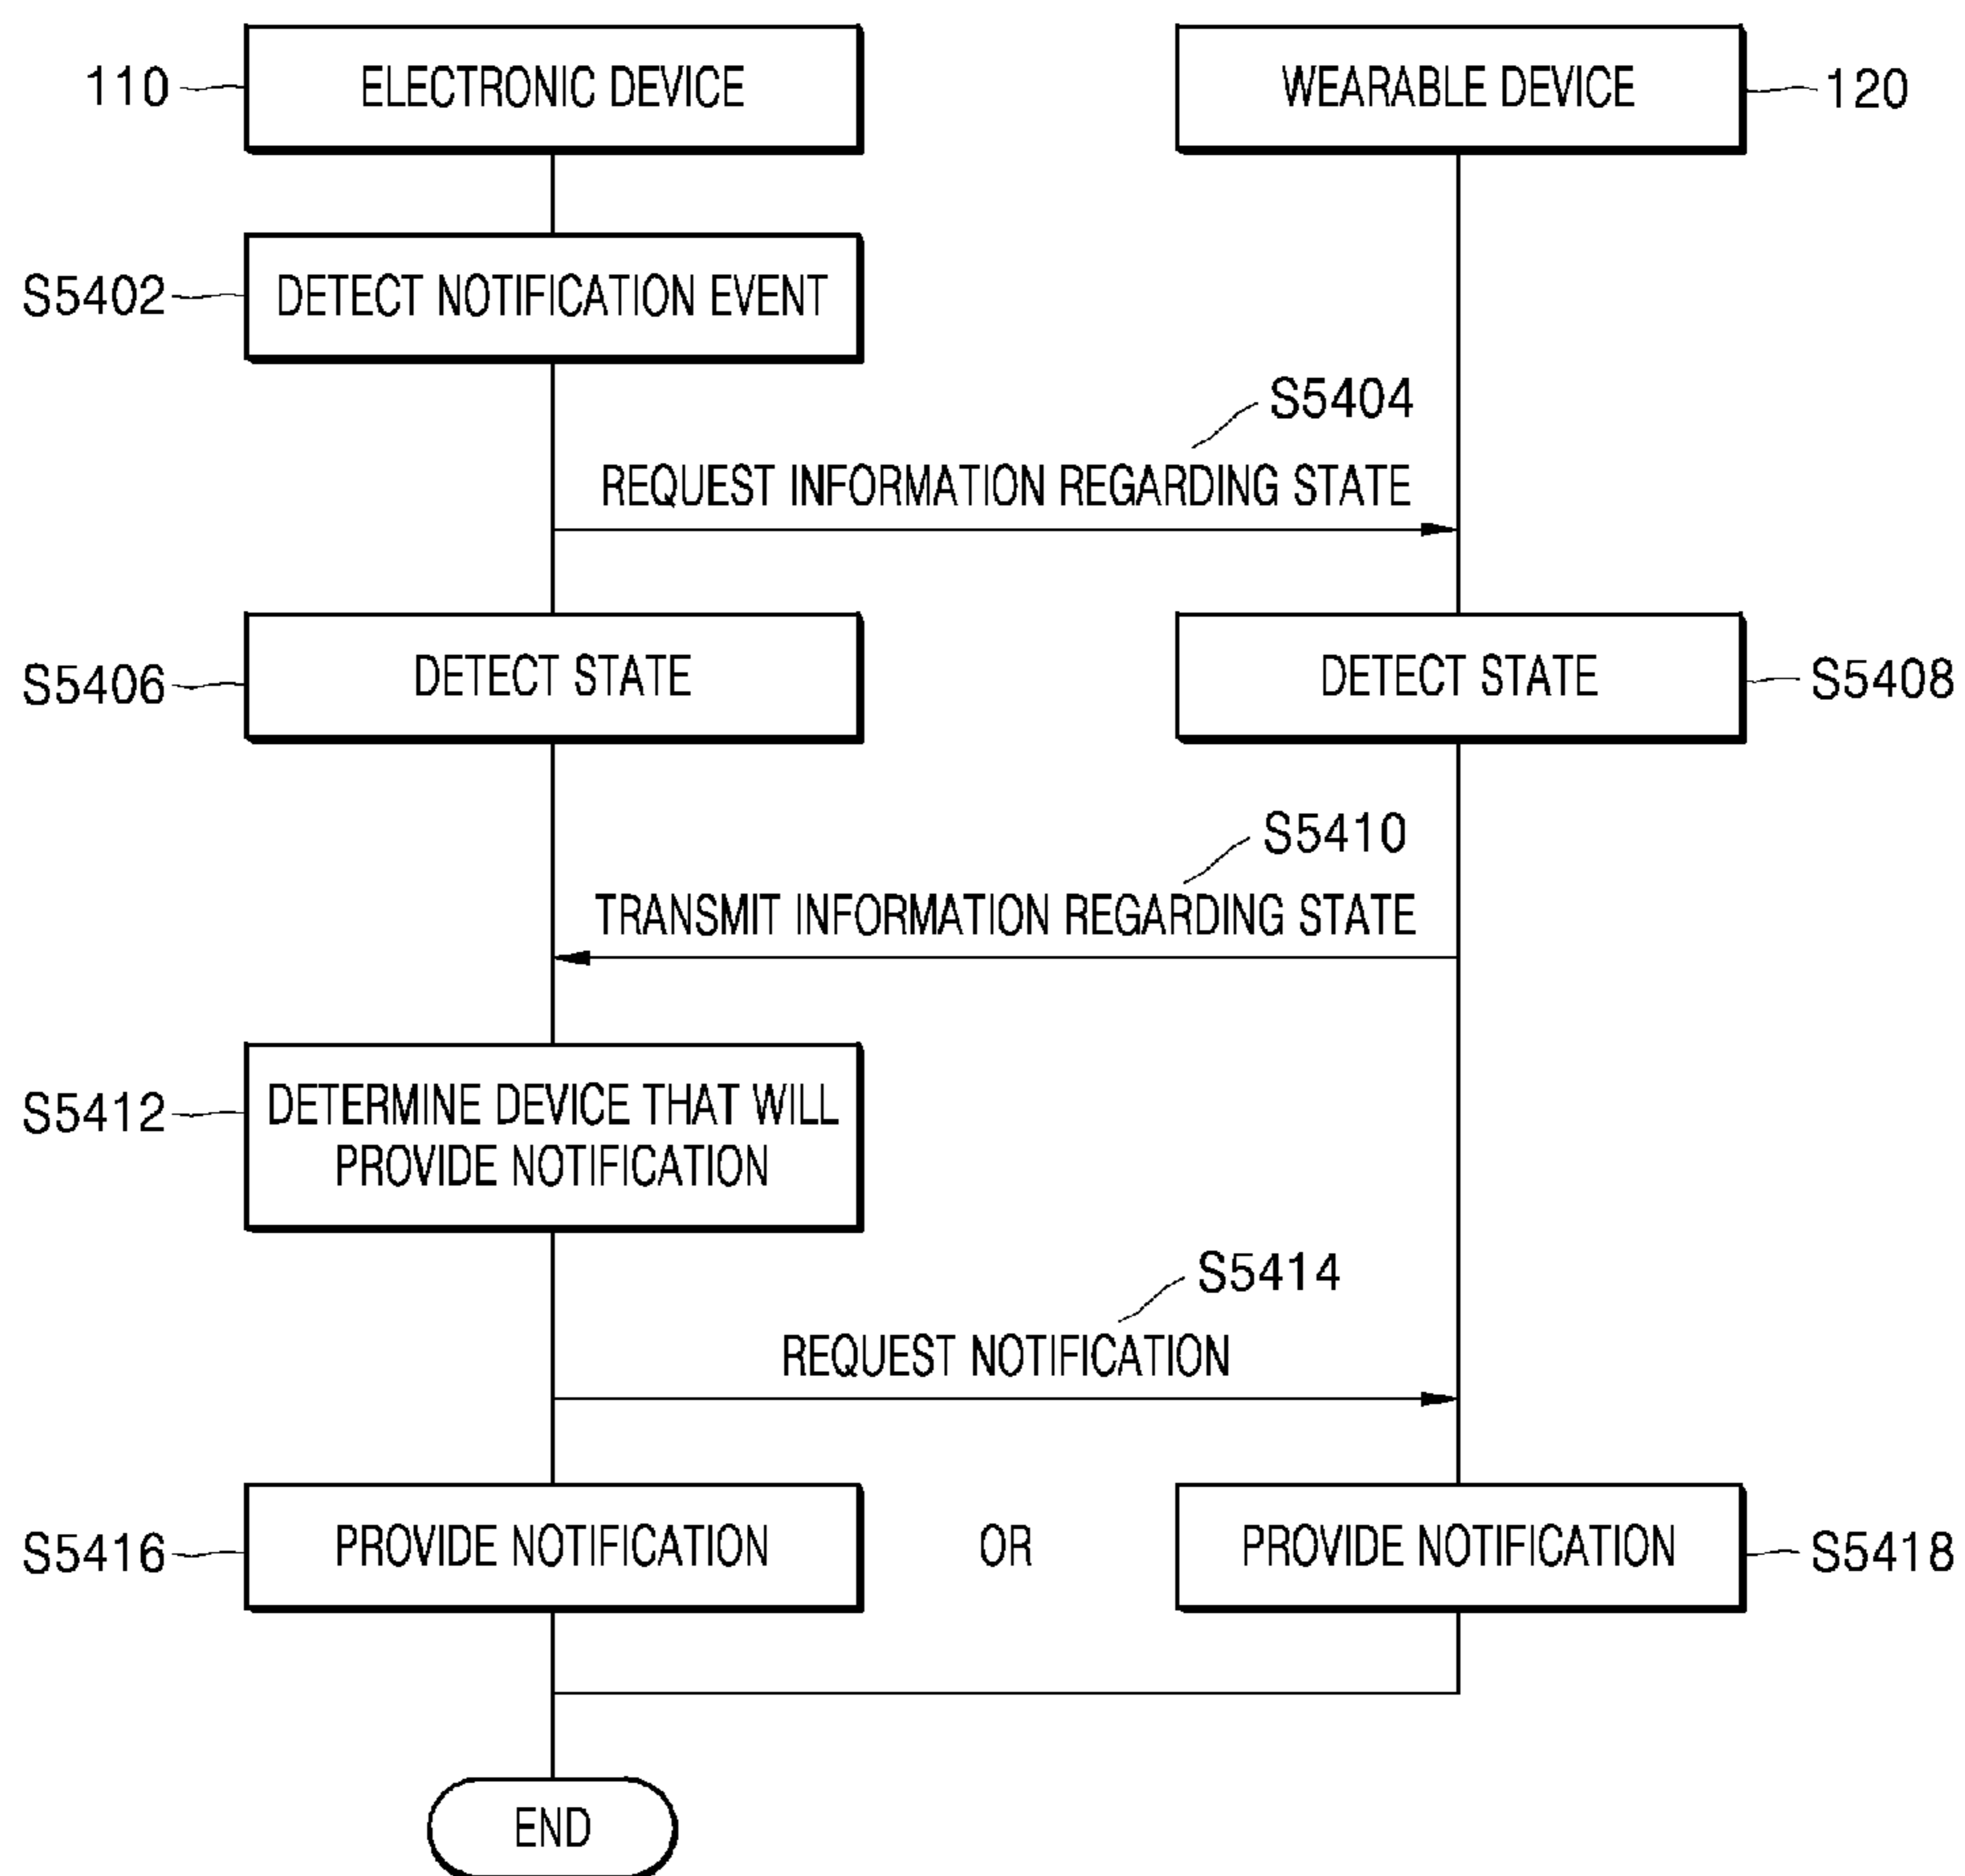 110
ELECTRONIC DEVICE
WEARABLE DEVICE
120
S5402
DETECT NOTIFICATION EVENT
S5404
REQUEST INFORMATION REGARDING STATE
S5406
DETECT STATE
DETECT STATE
S5408
S5410
TRANSMIT INFORMATION REGARDING STATE
S5412
DETERMINE DEVICE THAT WILL
PROVIDE NOTIFICATION
S5414
REQUEST NOTIFICATION
S5416
PROVIDE NOTIFICATION
OR
PROVIDE NOTIFICATION
S5418
END